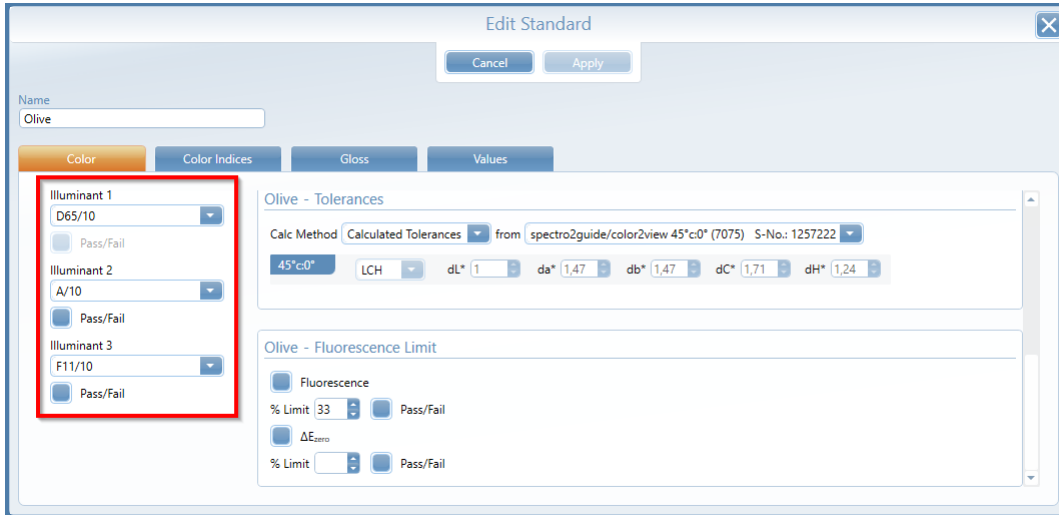 Edit Standard
Cancel Apply
Name
Olive
Color Color Indices Gloss Values
Illuminant 1
D65/10
Pass/Fail
Illuminant 2
A/10
Pass/Fail
Illuminant 3
F11/10
Pass/Fail
Olive - Tolerances
Calc Method Calculated Tolerances from spectro2guide/color2view 45°c:0° (7075) S-No.: 1257222
45°c:0° LCH dL* 1 da* 1,47 db* 1,47 dC* 1,71 dH* 1,24
Olive - Fluorescence Limit
Fluorescence
% Limit 33 Pass/Fail
ΔEzero
% Limit Pass/Fail